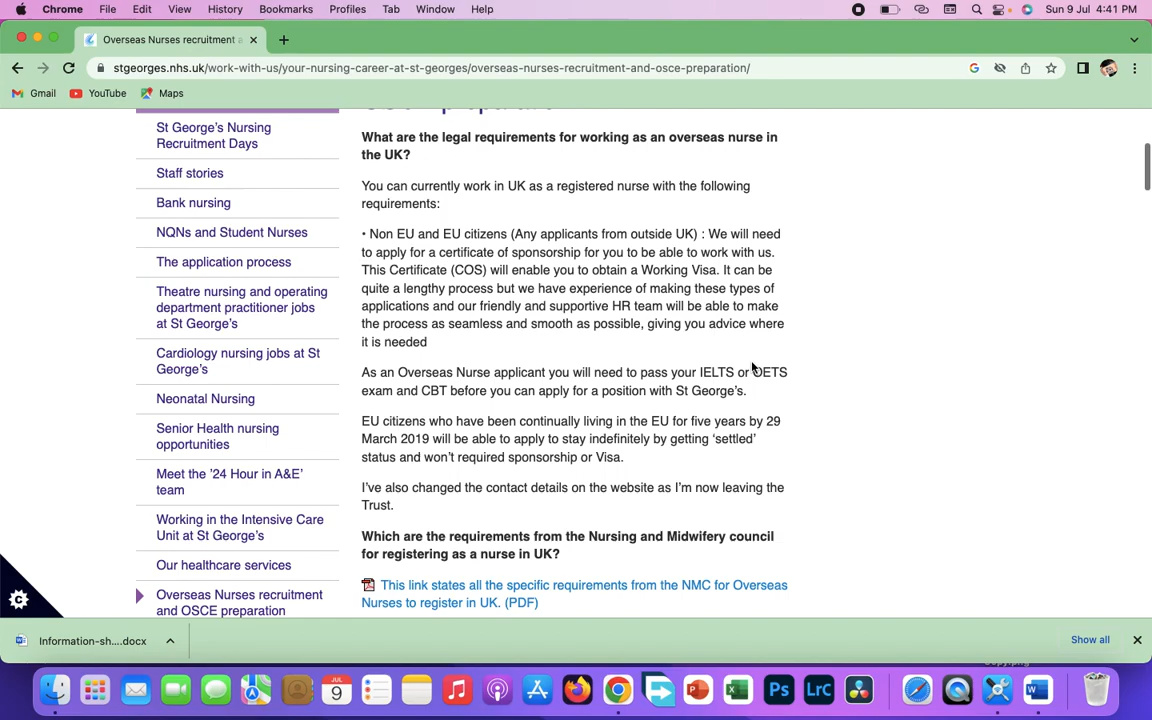 Chrome File Edit View History Bookmarks Profiles Tab Window Help Sun 9 Jul 4:41 PM
Overseas Nurses recruitment a
stgeorges.nhs.uk/work-with-us/your-nursing-career-at-st-georges/overseas-nurses-recruitment-and-osce-preparation/
Gmail YouTube Maps
St George's Nursing
Recruitment Days
Staff stories
Bank nursing
NQNs and Student Nurses
The application process
Theatre nursing and operating
department practitioner jobs
at St George's
Cardiology nursing jobs at St
George's
Neonatal Nursing
Senior Health nursing
opportunities
Meet the '24 Hour in A&E'
team
Working in the Intensive Care
Unit at St George's
Our healthcare services
Overseas Nurses recruitment
and OSCE preparation
What are the legal requirements for working as an overseas nurse in
the UK?
You can currently work in UK as a registered nurse with the following
requirements:
• Non EU and EU citizens (Any applicants from outside UK) : We will need
to apply for a certificate of sponsorship for you to be able to work with us.
This Certificate (COS) will enable you to obtain a Working Visa. It can be
quite a lengthy process but we have experience of making these types of
applications and our friendly and supportive HR team will be able to make
the process as seamless and smooth as possible, giving you advice where
it is needed
As an Overseas Nurse applicant you will need to pass your IELTS or OETS
exam and CBT before you can apply for a position with St George's.
EU citizens who have been continually living in the EU for five years by 29
March 2019 will be able to apply to stay indefinitely by getting 'settled'
status and won't required sponsorship or Visa.
I've also changed the contact details on the website as I'm now leaving the
Trust.
Which are the requirements from the Nursing and Midwifery council
for registering as a nurse in UK?
This link states all the specific requirements from the NMC for Overseas
Nurses to register in UK. (PDF)
Information-sh....docx
Show all
JUL
9
Ps
LrC